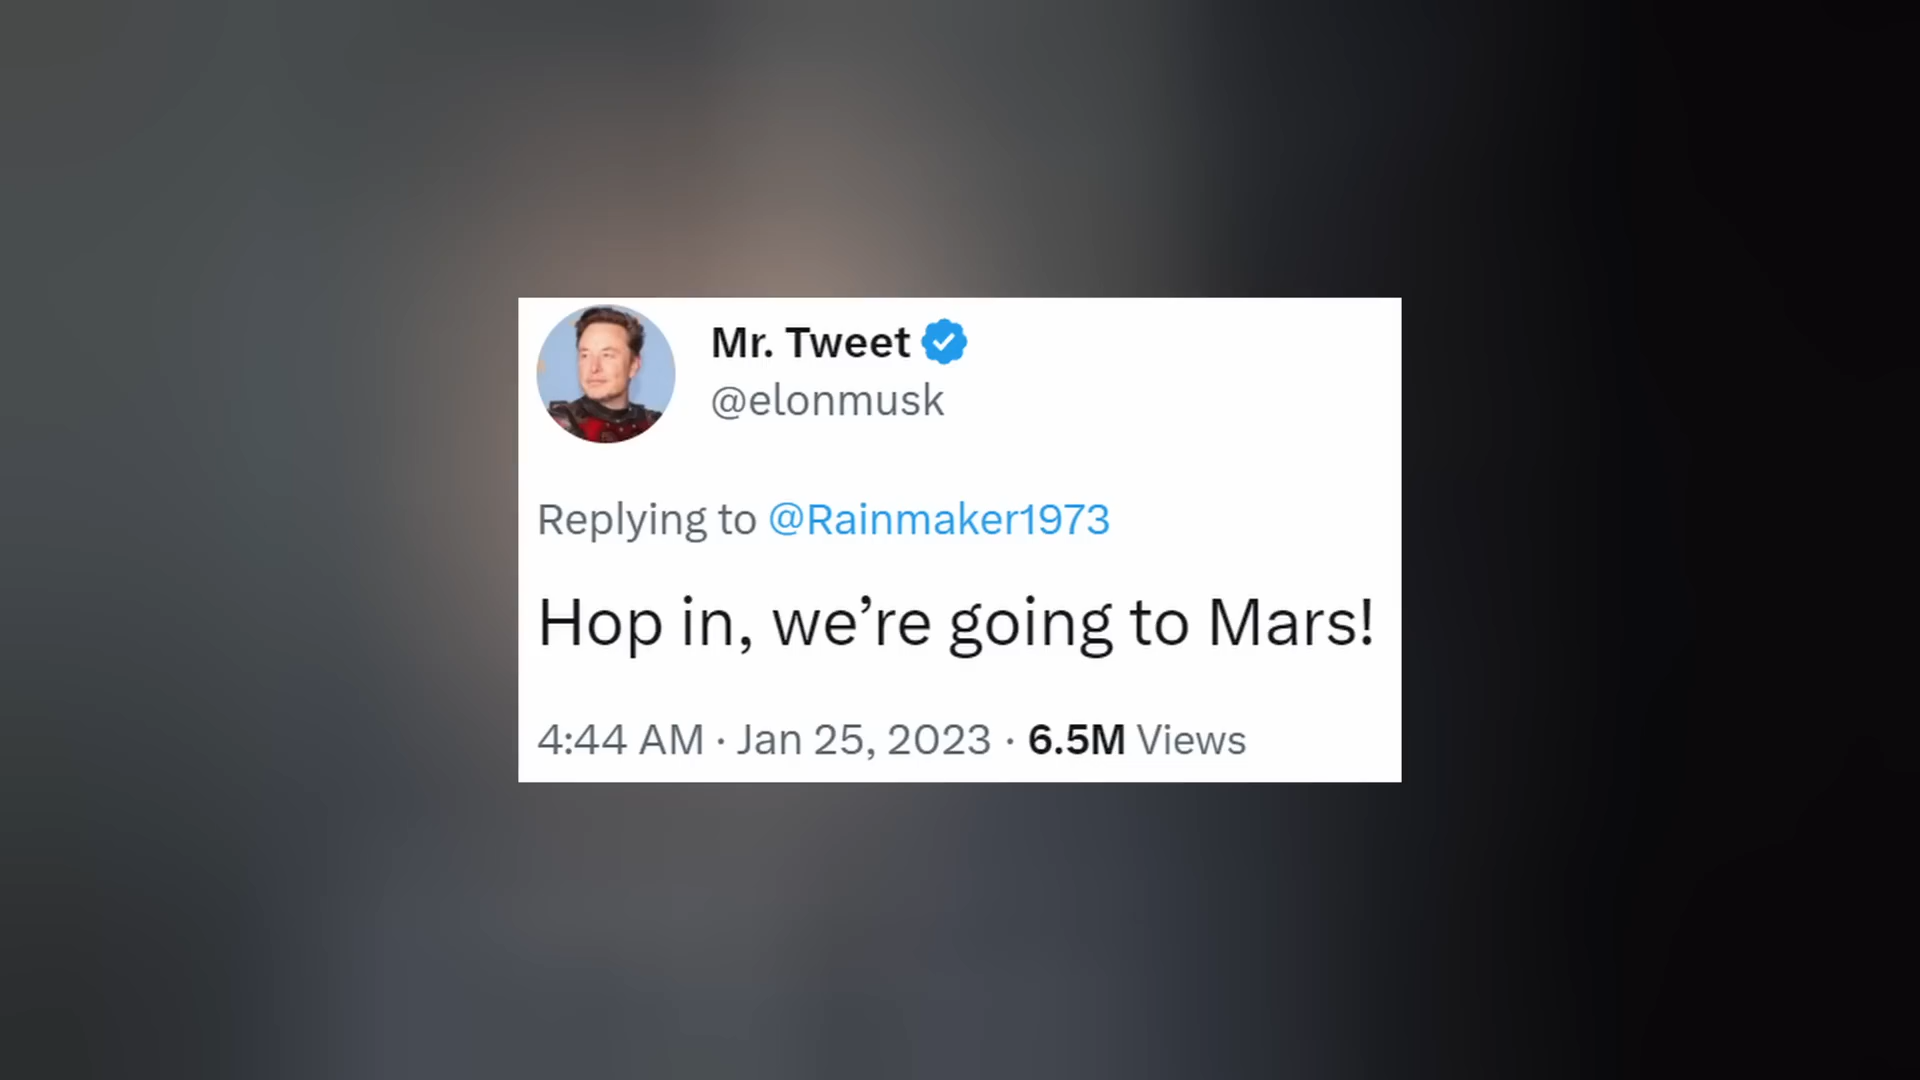 Mr. Tweet
@elonmusk
Replying to @Rainmaker1973
Hop in, we’re going to Mars!
4:44 AM · Jan 25, 2023 · 6.5M Views